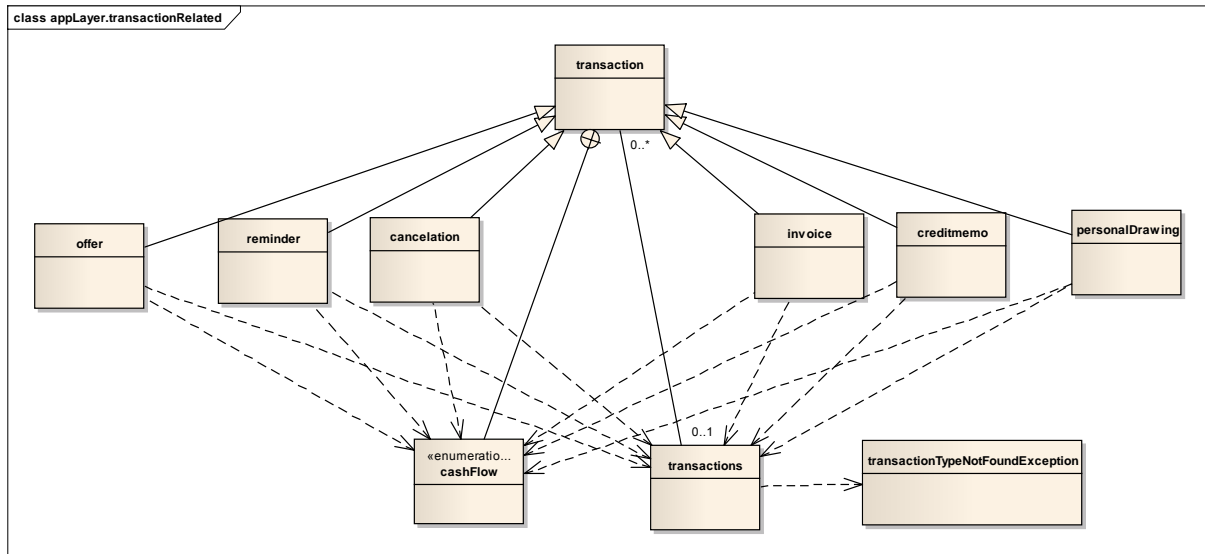 class appLayer.transactionRelated
transaction
0..*
offer
reminder
cancelation
invoice
creditmemo
personalDrawing
«enumeratio...
cashFlow
0..1
transactions
transactionTypeNotFoundException